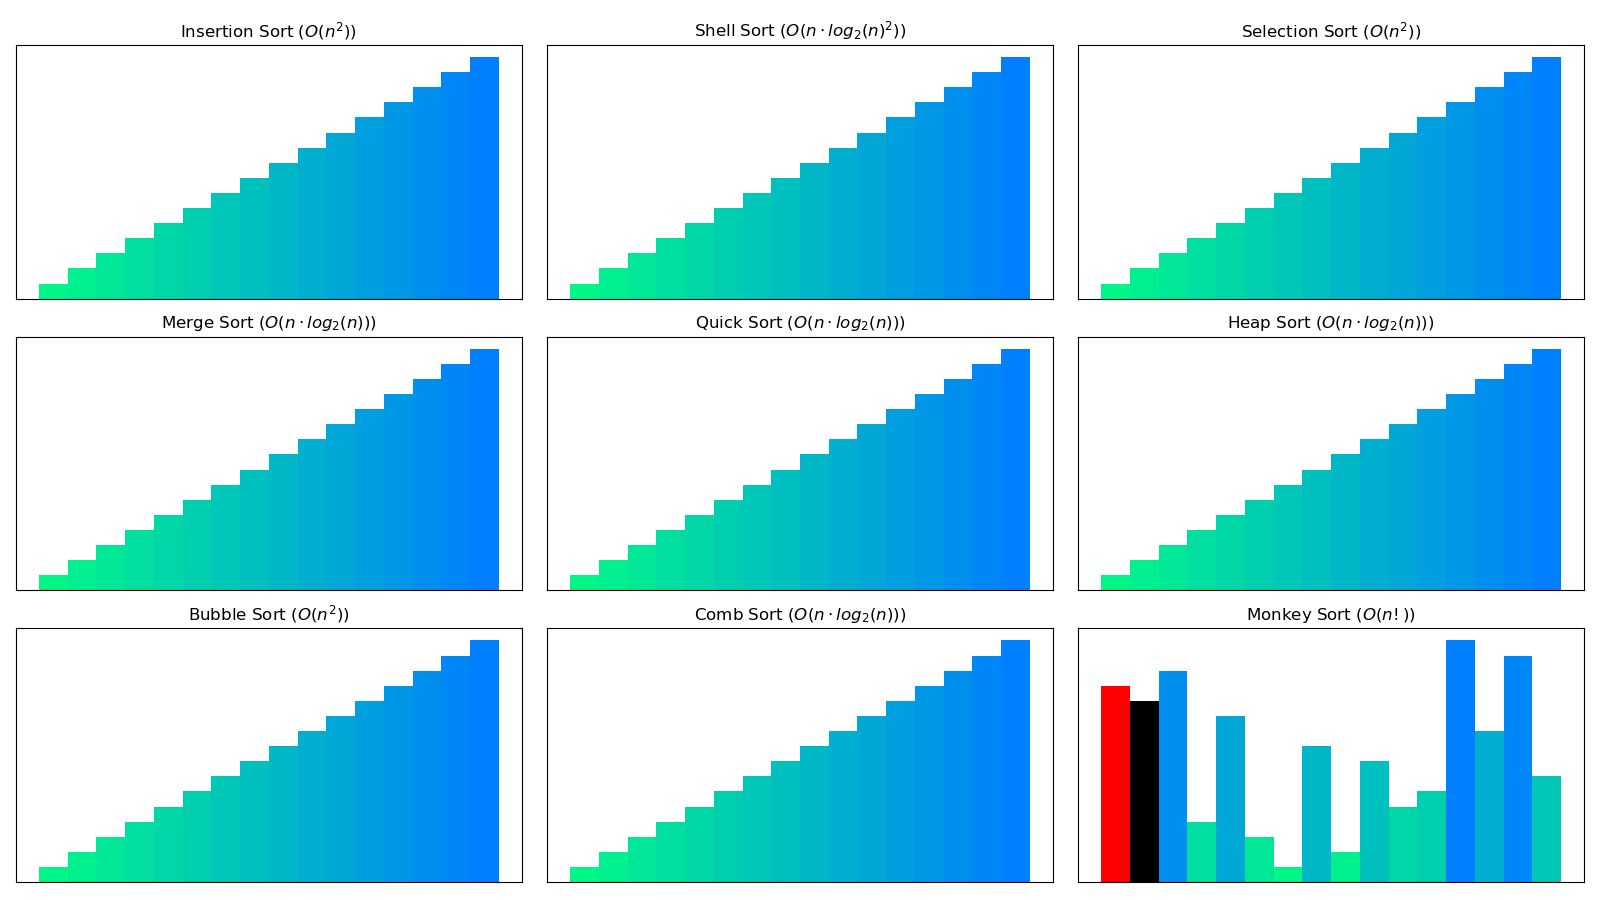 Insertion Sort (O(n²))
Shell Sort (O(n · log₂(n)²))
Selection Sort (O(n²))
Merge Sort (O(n · log₂(n)))
Quick Sort (O(n · log₂(n)))
Heap Sort (O(n · log₂(n)))
Bubble Sort (O(n²))
Comb Sort (O(n · log₂(n)))
Monkey Sort (O(n!))